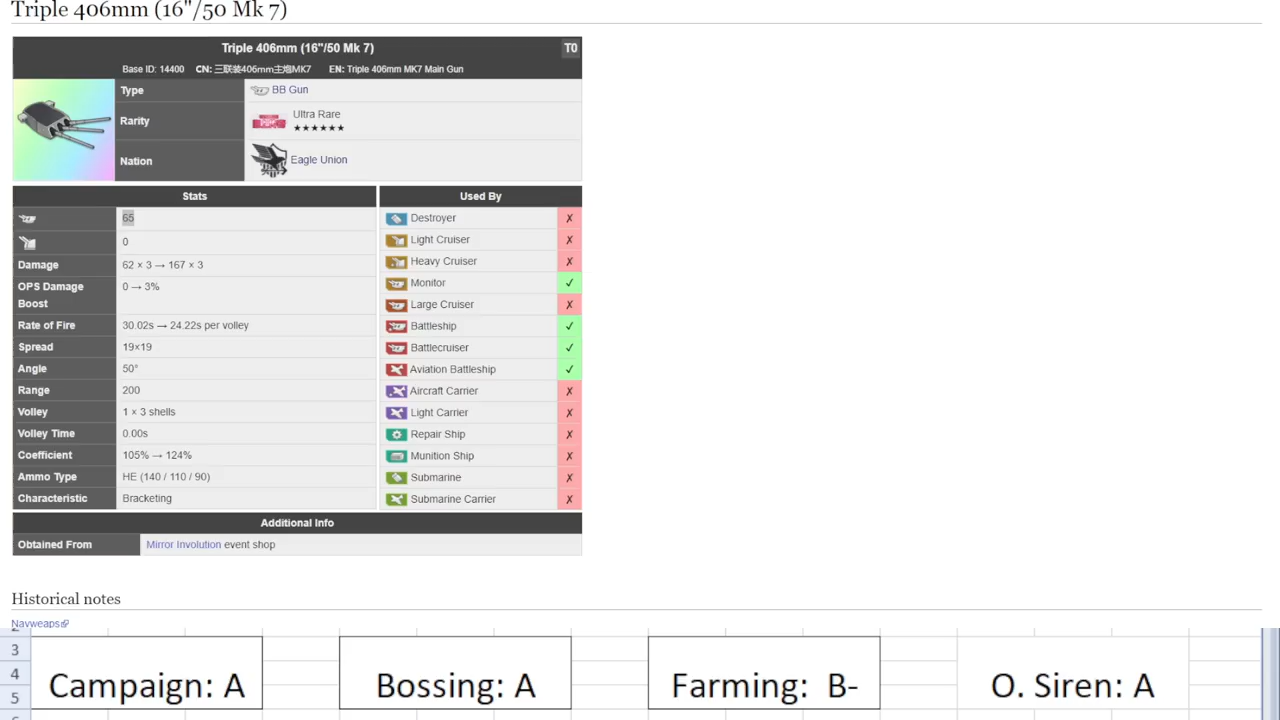 Triple 406mm (16"/50 Mk 7)
Triple 406mm (16"/50 Mk 7) T0
Base ID: 14400 CN: 三联装406mm主炮MK7 EN: Triple 406mm MK7 Main Gun
Type BB Gun
Rarity Ultra Rare
★★★★★★
Nation Eagle Union
Stats
65
0
Damage 62 × 3 → 167 × 3
OPS Damage Boost 0 → 3%
Rate of Fire 30.02s → 24.22s per volley
Spread 19×19
Angle 50°
Range 200
Volley 1 × 3 shells
Volley Time 0.00s
Coefficient 105% → 124%
Ammo Type HE (140 / 110 / 90)
Characteristic Bracketing
Used By
Destroyer ✗
Light Cruiser ✗
Heavy Cruiser ✗
Monitor ✓
Large Cruiser ✗
Battleship ✓
Battlecruiser ✓
Aviation Battleship ✓
Aircraft Carrier ✗
Light Carrier ✗
Repair Ship ✗
Munition Ship ✗
Submarine ✗
Submarine Carrier ✗
Additional Info
Obtained From Mirror Involution event shop
Historical notes
Navweaps
3
4
5
Campaign: A
Bossing: A
Farming: B-
O. Siren: A